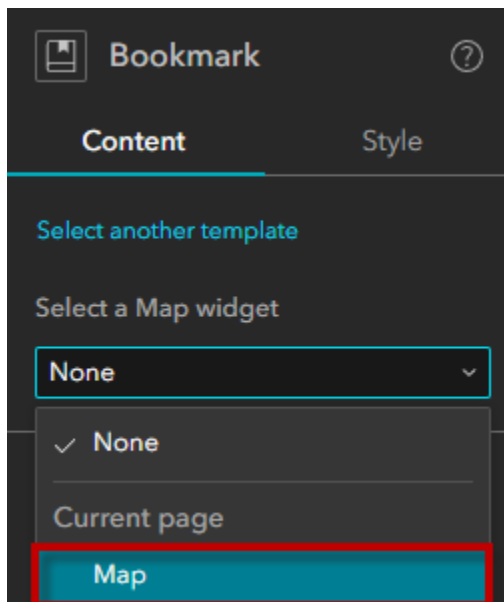 Bookmark
?
Content Style
Select another template
Select a Map widget
None
None
Current page
Map